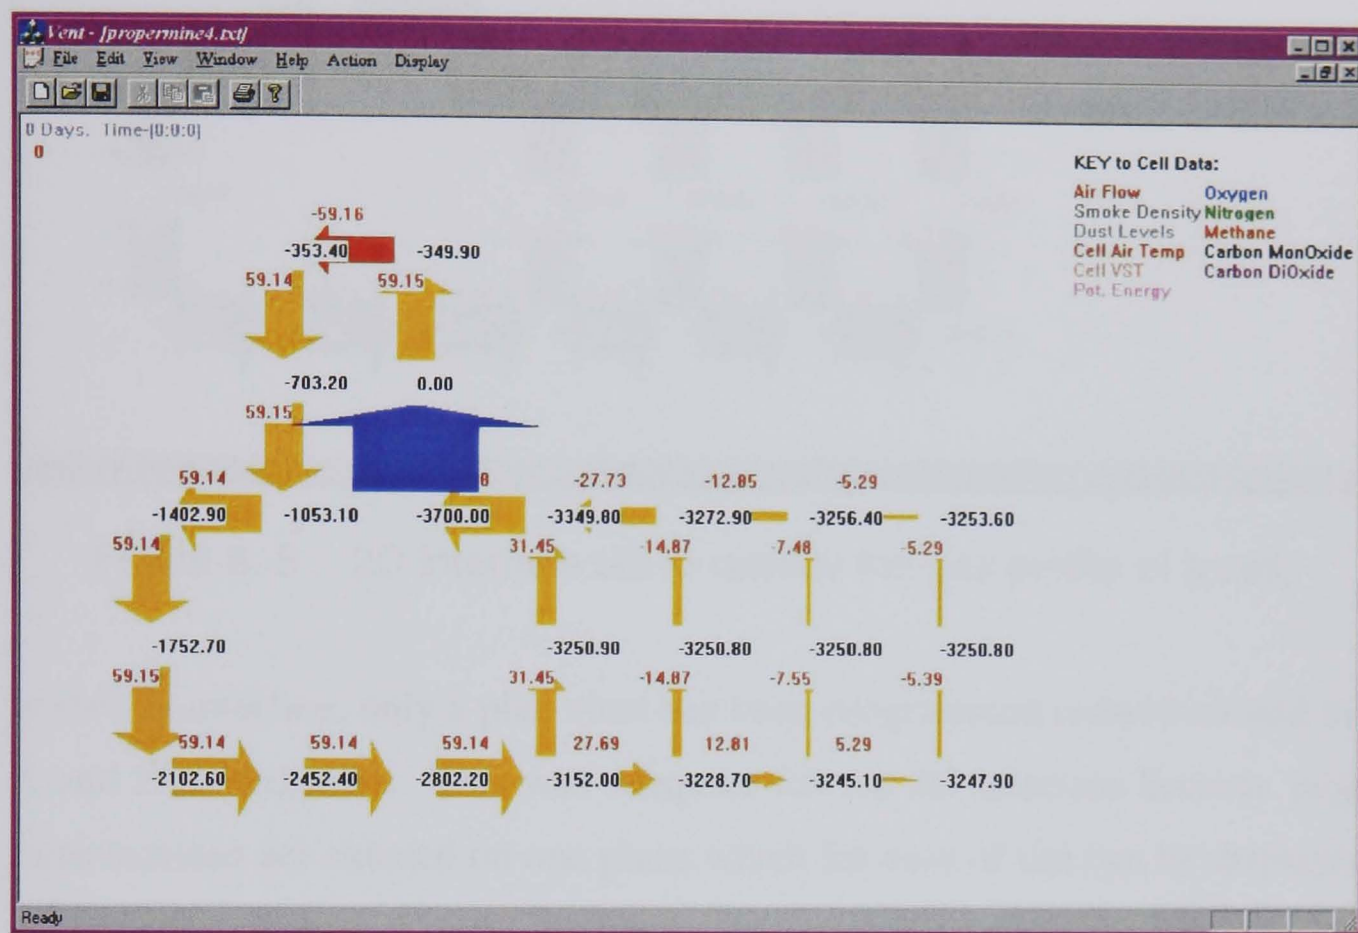 Vent - [propermine4.txt]
File Edit View Window Help Action Display
0 Days. Time-[0:0:0]
0
KEY to Cell Data:
Air Flow Oxygen
Smoke Density Nitrogen
Dust Levels Methane
Cell Air Temp Carbon MonOxide
Cell VST Carbon DiOxide
Pot. Energy
-59.16
-353.40 -349.90
59.14 59.15
-703.20 0.00
59.15
59.14 8 -27.73 -12.85 -5.29
-1402.90 -1053.10 -3700.00 -3349.80 -3272.90 -3256.40 -3253.60
59.14 31.45 -14.87 -7.48 -5.29
-1752.70 -3250.90 -3250.80 -3250.80 -3250.80
59.15 31.45 -14.87 -7.55 -5.39
59.14 59.14 59.14 27.69 12.81 5.29
-2102.60 -2452.40 -2802.20 -3152.00 -3228.70 -3245.10 -3247.90
Ready